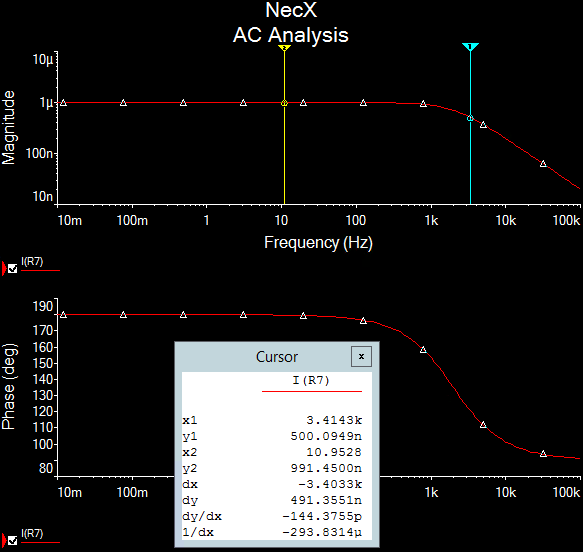 NecX
AC Analysis
2
1
10µ
1µ
100n
10n
Magnitude
10m 100m 1 10 100 1k 10k 100k
Frequency (Hz)
I(R7)
190
170
160
150
140
130
120
110
100
80
Phase (deg)
10m 100m 1k 10k 100k
I(R7)
Cursor x
I(R7)
x1 3.4143k
y1 500.0949n
x2 10.9528
y2 991.4500n
dx -3.4033k
dy 491.3551n
dy/dx -144.3755p
1/dx -293.8314µ